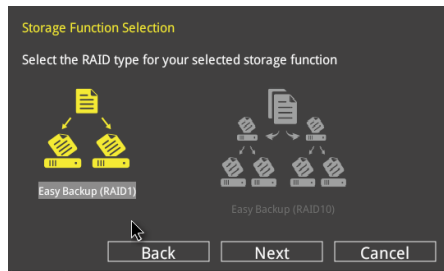 Storage Function Selection
Select the RAID type for your selected storage function
Easy Backup (RAID1)
Easy Backup (RAID10)
Back
Next
Cancel